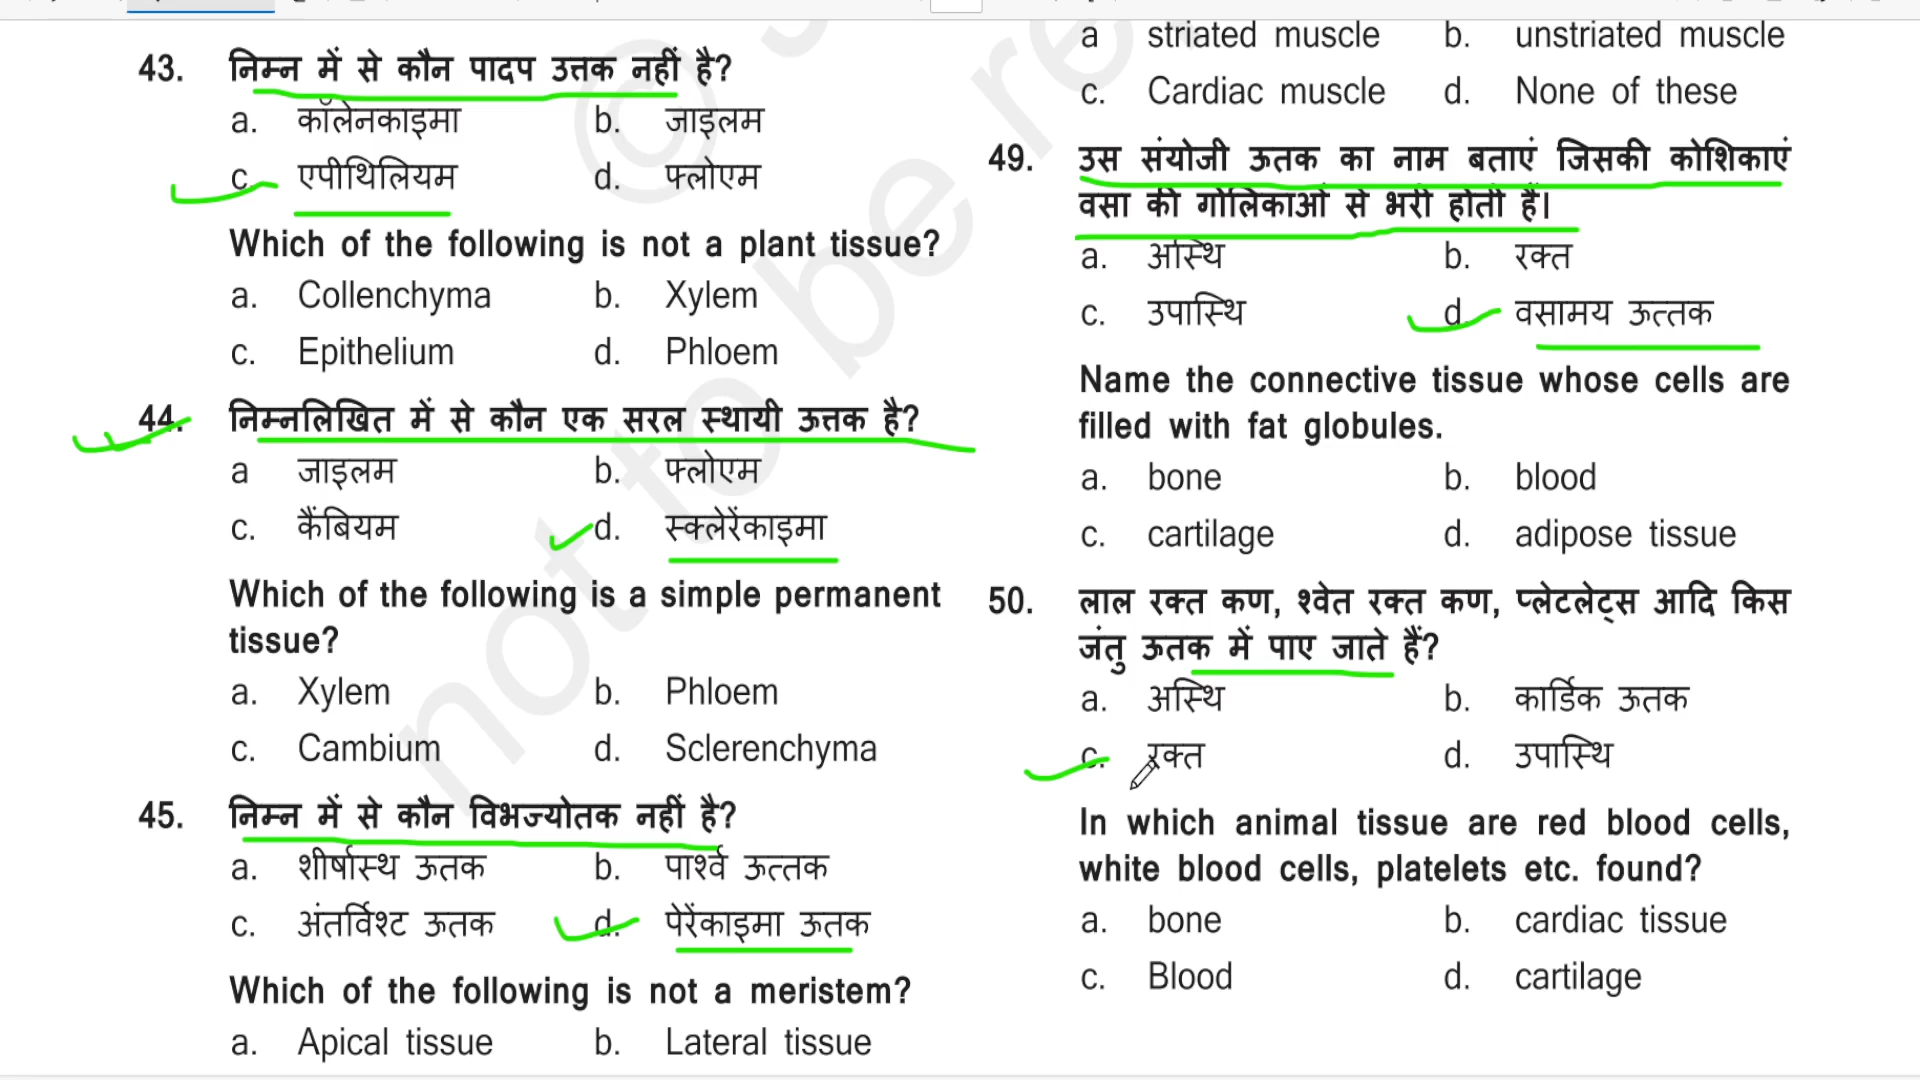 43. निम्न में से कौन पादप उत्तक नहीं है?
a. कॉलेनकाइमा b. जाइलम
c. एपीथिलियम d. फ्लोएम
Which of the following is not a plant tissue?
a. Collenchyma b. Xylem
c. Epithelium d. Phloem
44. निम्नलिखित में से कौन एक सरल स्थायी ऊत्तक है?
a जाइलम b. फ्लोएम
c. कैंबियम d. स्क्लेरेंकाइमा
Which of the following is a simple permanent
tissue?
a. Xylem b. Phloem
c. Cambium d. Sclerenchyma
45. निम्न में से कौन विभज्योतक नहीं है?
a. शीर्षास्थ ऊतक b. पार्श्व ऊत्तक
c. अंतर्विश्ट ऊतक d. पेरेंकाइमा ऊतक
Which of the following is not a meristem?
a. Apical tissue b. Lateral tissue
a striated muscle b. unstriated muscle
c. Cardiac muscle d. None of these
49. उस संयोजी ऊतक का नाम बताएं जिसकी कोशिकाएं
वसा की गोलिकाओं से भरी होती हैं।
a. अस्थि b. रक्त
c. उपास्थि d. वसामय ऊत्तक
Name the connective tissue whose cells are
filled with fat globules.
a. bone b. blood
c. cartilage d. adipose tissue
50. लाल रक्त कण, श्वेत रक्त कण, प्लेटलेट्स आदि किस
जंतु ऊतक में पाए जाते हैं?
a. अस्थि b. कार्डिक ऊतक
c. रक्त d. उपास्थि
In which animal tissue are red blood cells,
white blood cells, platelets etc. found?
a. bone b. cardiac tissue
c. Blood d. cartilage
© not to be re